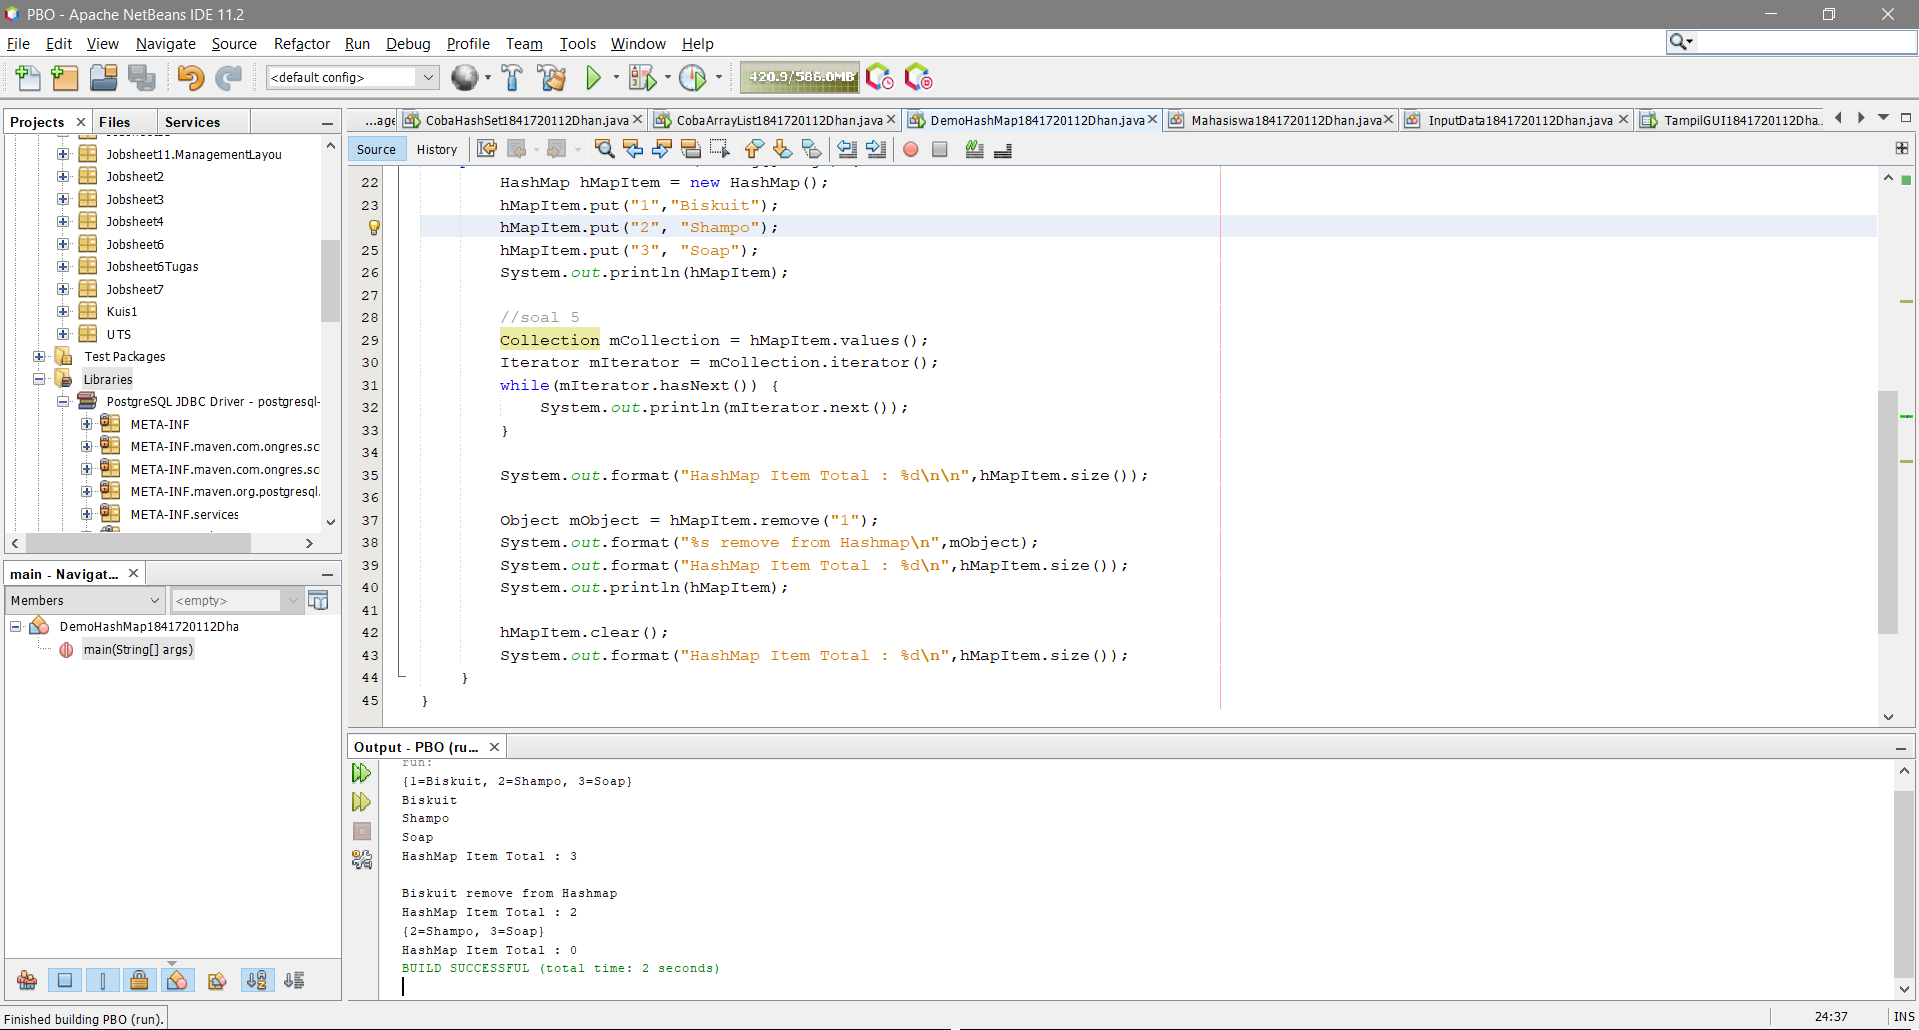 PBO - Apache NetBeans IDE 11.2
File Edit View Navigate Source Refactor Run Debug Profile Team Tools Window Help
<default config>
420.9/586.0MB
Projects Files Services
Jobsheet11.ManagementLayou
Jobsheet2
Jobsheet3
Jobsheet4
Jobsheet6
Jobsheet6Tugas
Jobsheet7
Kuis1
UTS
Test Packages
Libraries
PostgreSQL JDBC Driver - postgresql-
META-INF
META-INF.maven.com.ongres.sc
META-INF.maven.com.ongres.sc
META-INF.maven.org.postgresql.
META-INF.services
main - Navigat...
Members <empty>
DemoHashMap1841720112Dha
main(String[] args)
...age CobaHashSet1841720112Dhan.java CobaArrayList1841720112Dhan.java DemoHashMap1841720112Dhan.java Mahasiswa1841720112Dhan.java InputData1841720112Dhan.java TampilGUI1841720112Dha...
Source History
22 HashMap hMapItem = new HashMap();
23 hMapItem.put("1","Biskuit");
hMapItem.put("2", "Shampo");
25 hMapItem.put("3", "Soap");
26 System.out.println(hMapItem);
27
28 //soal 5
29 Collection mCollection = hMapItem.values();
30 Iterator mIterator = mCollection.iterator();
31 while(mIterator.hasNext()) {
32 System.out.println(mIterator.next());
33 }
34
35 System.out.format("HashMap Item Total : %d\n\n",hMapItem.size());
36
37 Object mObject = hMapItem.remove("1");
38 System.out.format("%s remove from Hashmap\n",mObject);
39 System.out.format("HashMap Item Total : %d\n",hMapItem.size());
40 System.out.println(hMapItem);
41
42 hMapItem.clear();
43 System.out.format("HashMap Item Total : %d\n",hMapItem.size());
44 }
45 }
Output - PBO (ru...
run:
{1=Biskuit, 2=Shampo, 3=Soap}
Biskuit
Shampo
Soap
HashMap Item Total : 3
Biskuit remove from Hashmap
HashMap Item Total : 2
{2=Shampo, 3=Soap}
HashMap Item Total : 0
BUILD SUCCESSFUL (total time: 2 seconds)
Finished building PBO (run).
24:37 INS